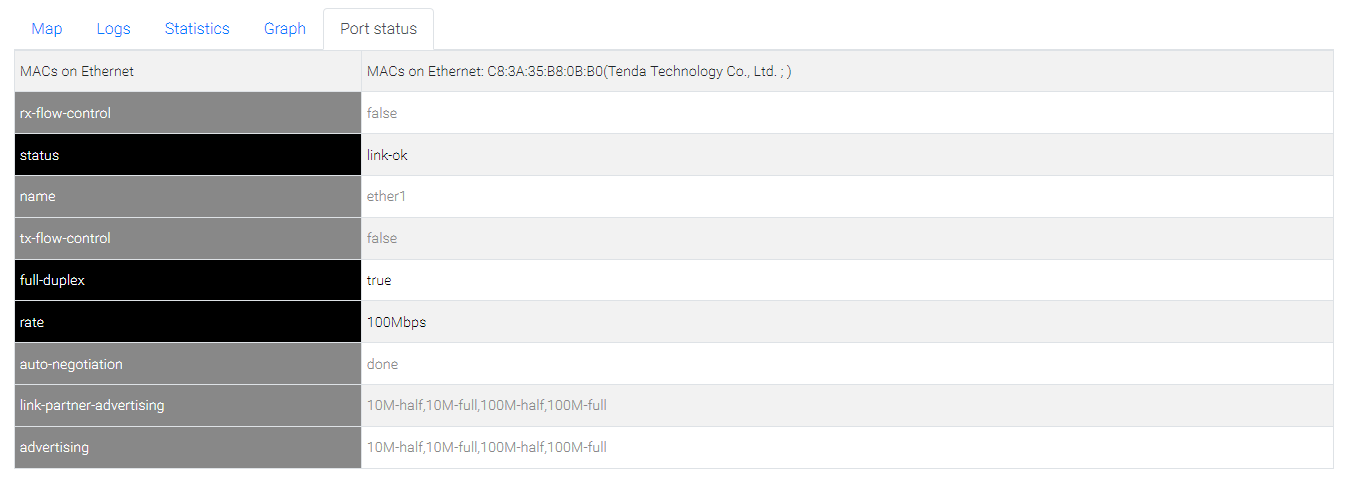 Map Logs Statistics Graph Port status
MACs on Ethernet MACs on Ethernet: C8:3A:35:B8:0B:B0(Tenda Technology Co., Ltd. ; )
rx-flow-control false
status link-ok
name ether1
tx-flow-control false
full-duplex true
rate 100Mbps
auto-negotiation done
link-partner-advertising 10M-half,10M-full,100M-half,100M-full
advertising 10M-half,10M-full,100M-half,100M-full